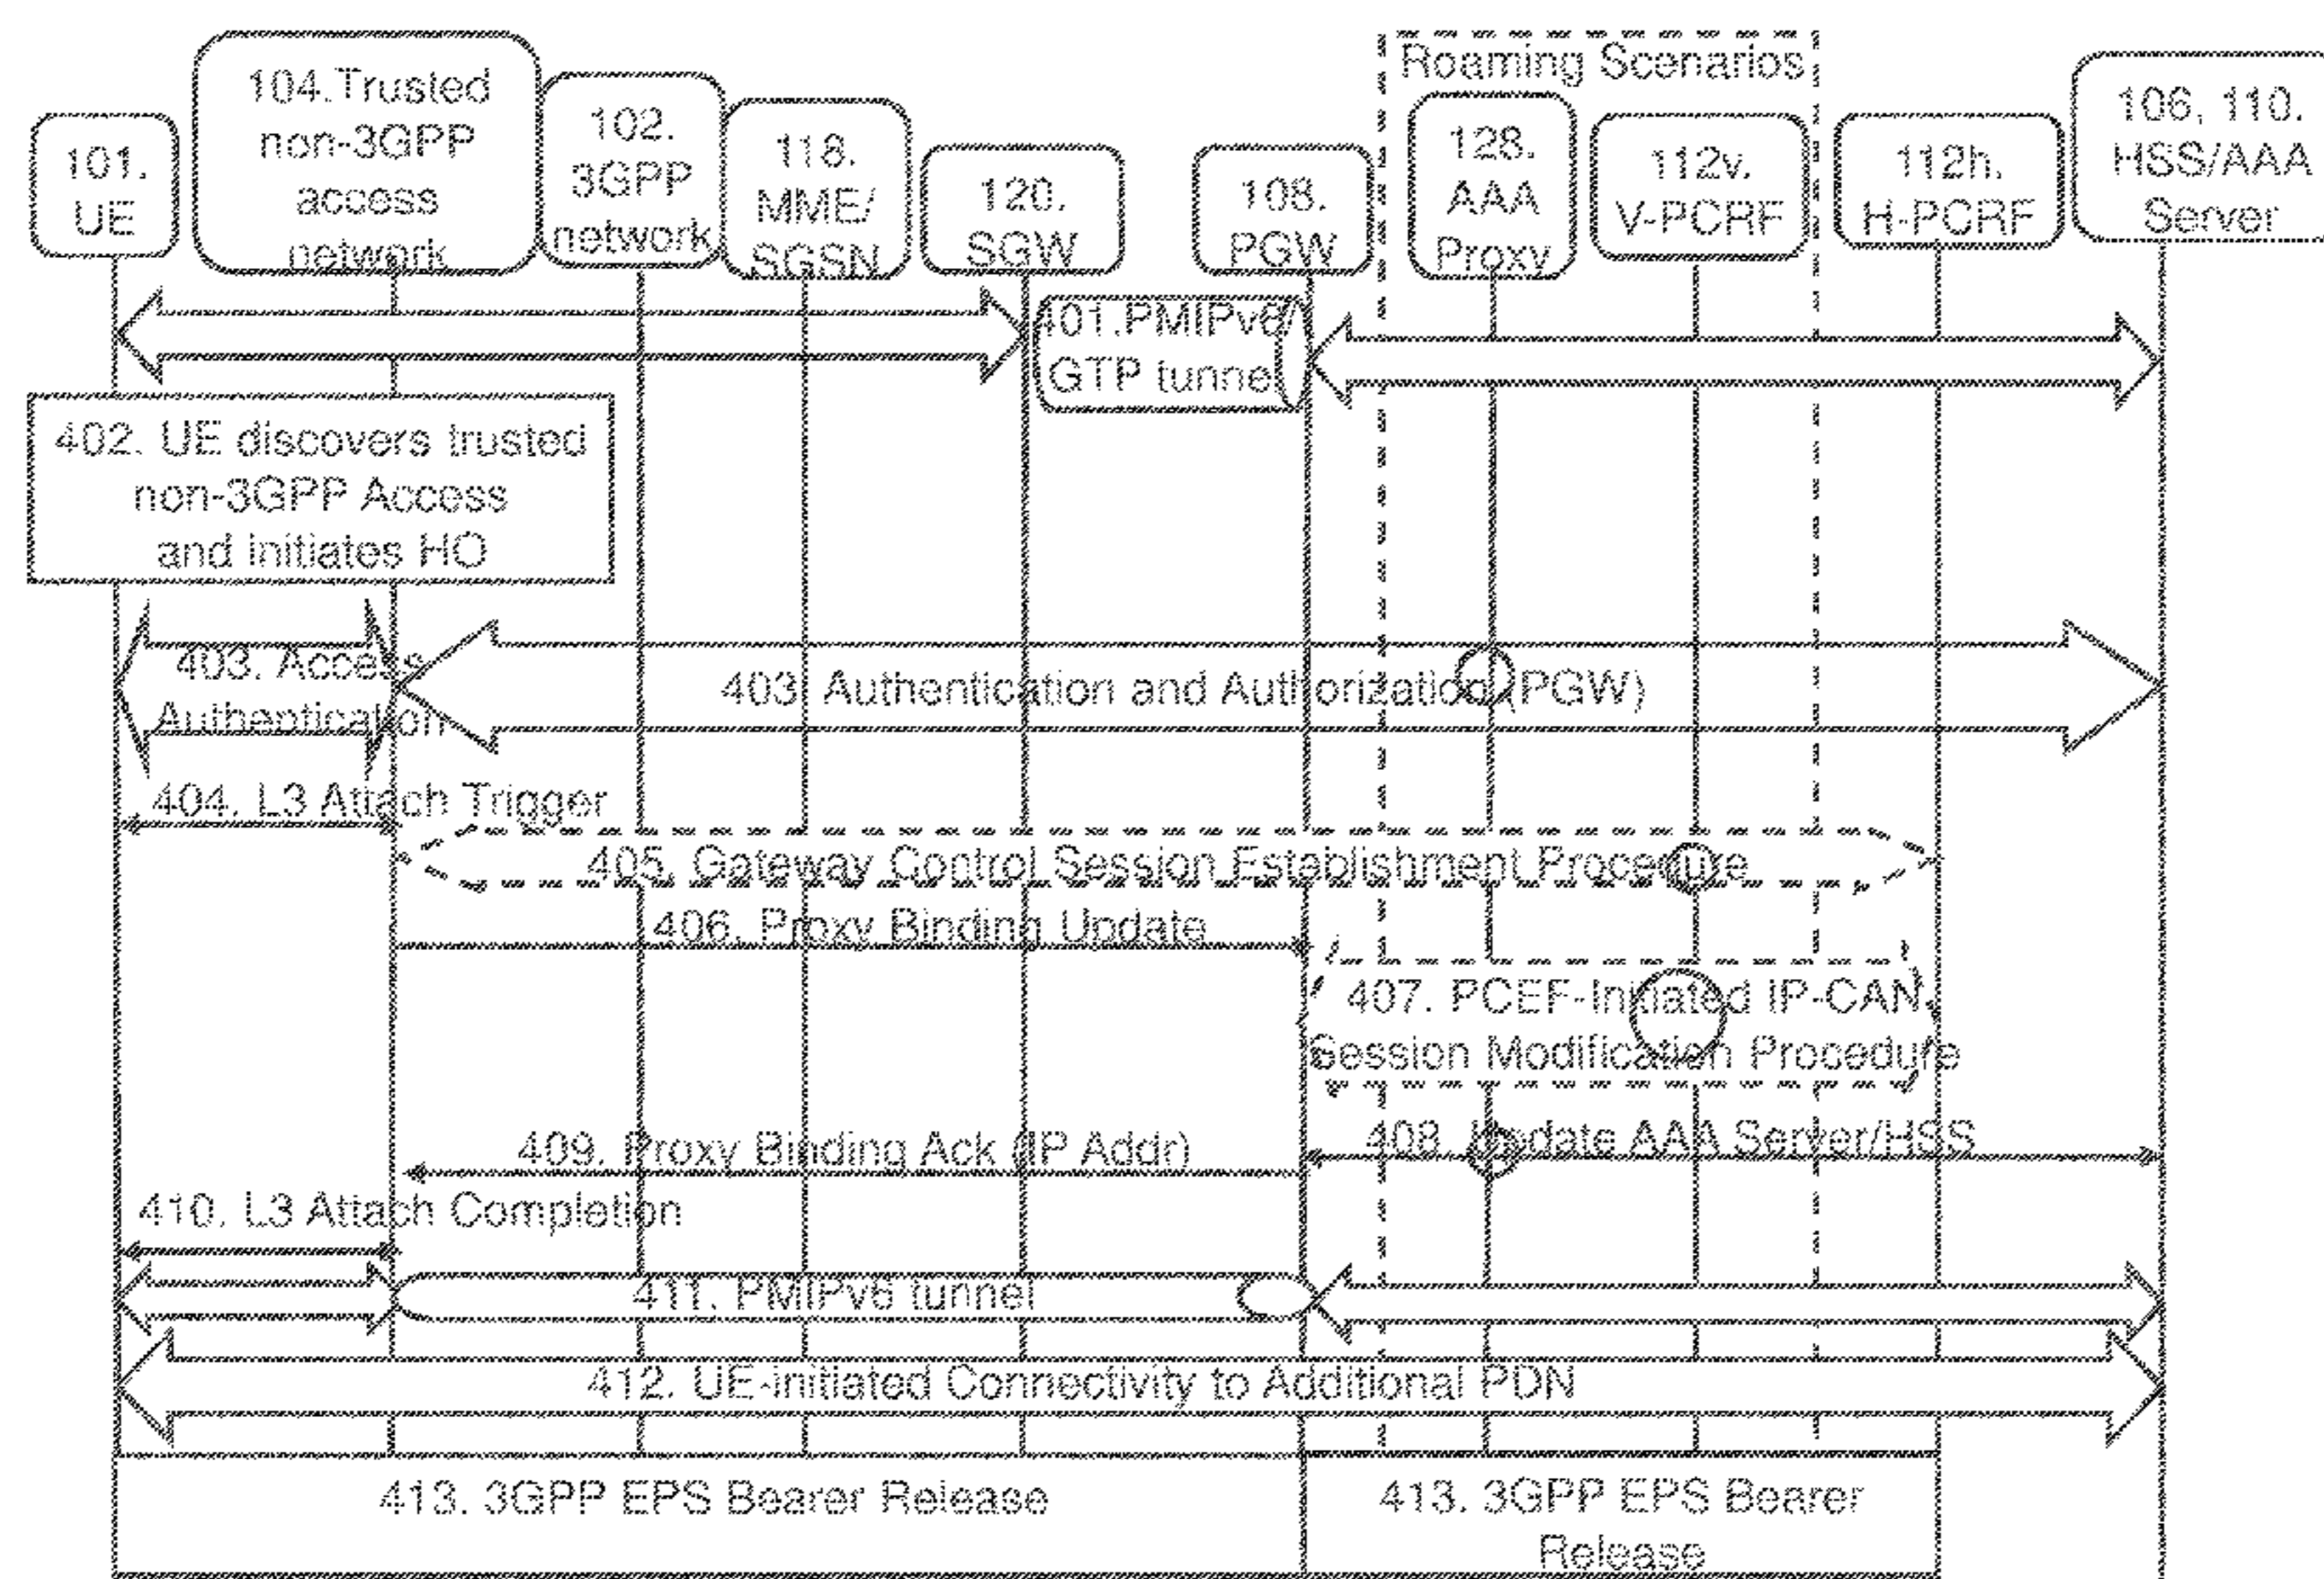 Roaming Scenarios
101.
UE
104.Trusted
non-3GPP
access
network
102.
3GPP
network
118.
MME/
SGSN
120.
SGW
108.
PGW
128.
AAA
Proxy
112v.
V-PCRF
112h.
H-PCRF
106, 110.
HSS/AAA
Server
401.PMIPv6/
GTP tunnel
402. UE discovers trusted
non-3GPP Access
and initiates HO
403. Access
Authentication
403. Authentication and Authorization (PGW)
404. L3 Attach Trigger
405. Gateway Control Session Establishment Procedure
406. Proxy Binding Update
407. PCEF-Initiated IP-CAN
Session Modification Procedure
408. Update AAA Server/HSS
409. Proxy Binding Ack (IP Addr)
410. L3 Attach Completion
411. PMIPv6 tunnel
412. UE-initiated Connectivity to Additional PDN
413. 3GPP EPS Bearer Release
413. 3GPP EPS Bearer
Release